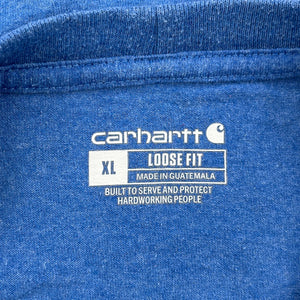 carhartt
XL LOOSE FIT
MADE IN GUATEMALA
BUILT TO SERVE AND PROTECT
HARDWORKING PEOPLE